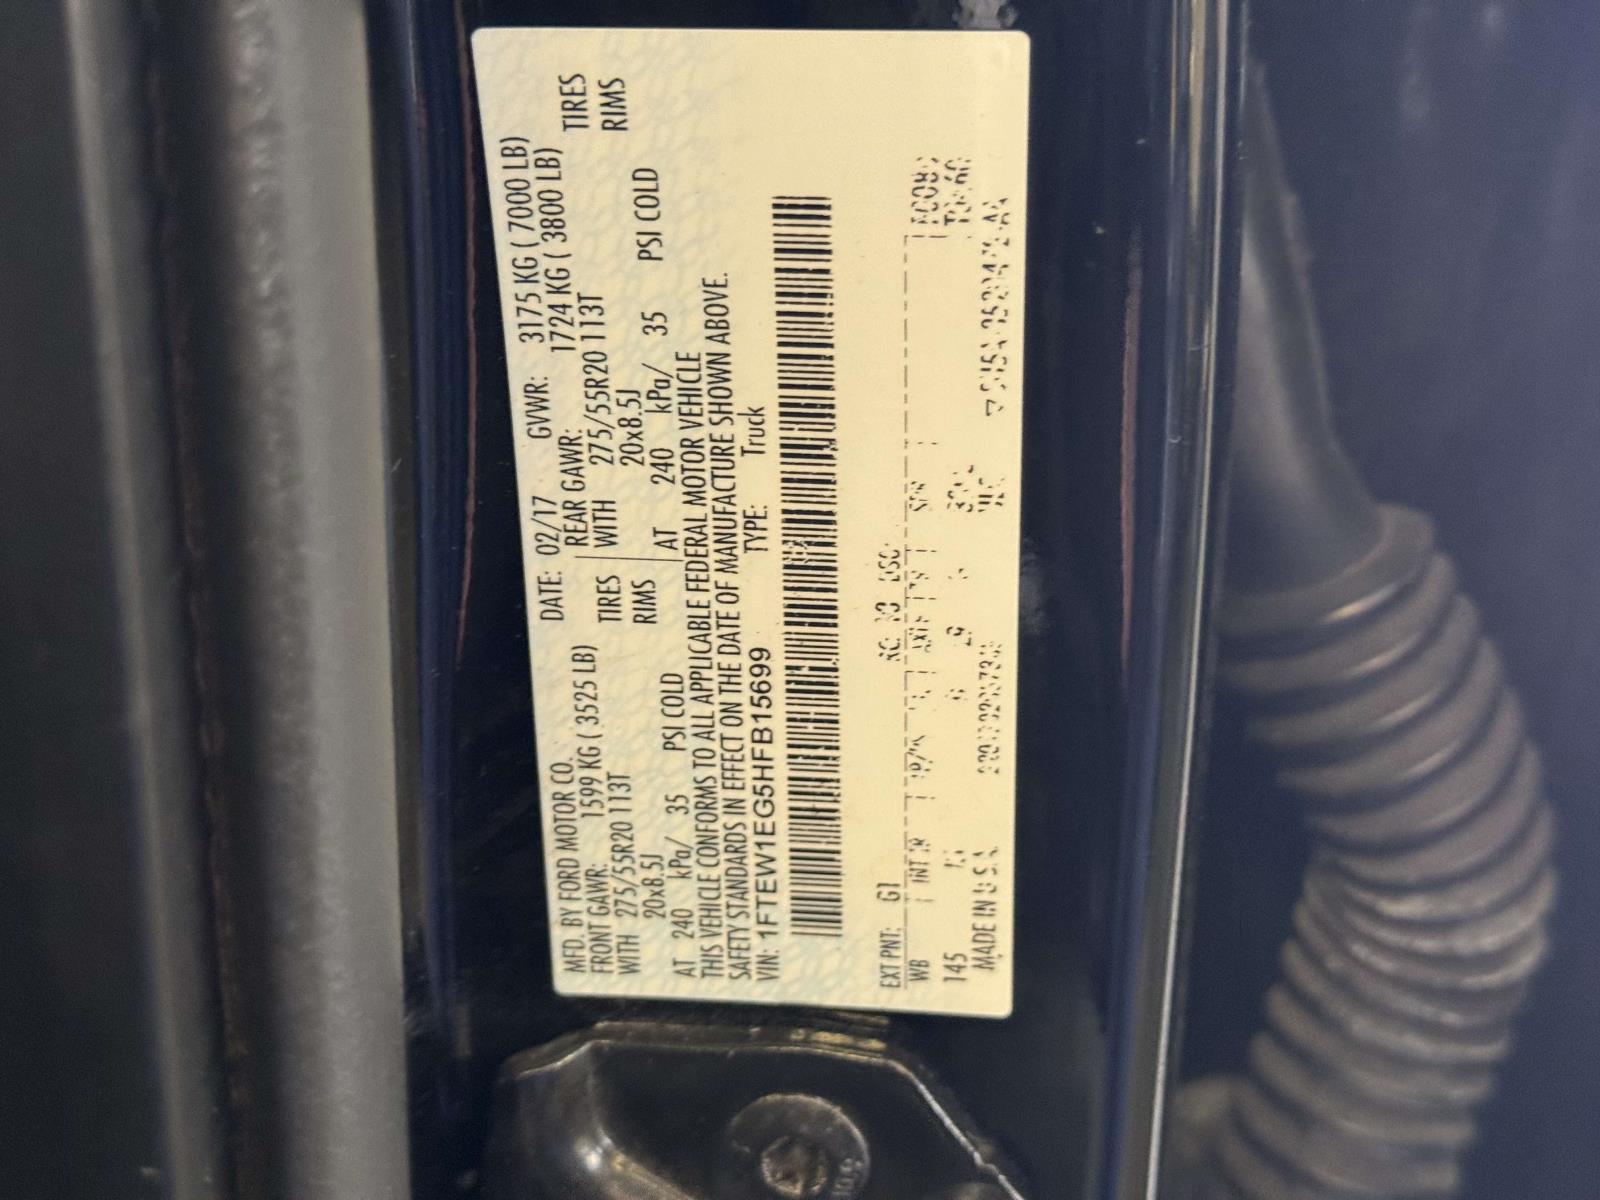 MFD. BY FORD MOTOR CO. DATE: 02/17 GVWR: 3175 KG ( 7000 LB)
FRONT GAWR: 1599 KG ( 3525 LB) REAR GAWR: 1724 KG ( 3800 LB)
WITH 275/55R20 113T TIRES WITH 275/55R20 113T TIRES
20x8.5J RIMS 20x8.5J RIMS
AT 240 kPa/ 35 PSI COLD AT 240 kPa/ 35 PSI COLD
THIS VEHICLE CONFORMS TO ALL APPLICABLE FEDERAL MOTOR VEHICLE
SAFETY STANDARDS IN EFFECT ON THE DATE OF MANUFACTURE SHOWN ABOVE.
VIN: 1FTEW1EG5HFB15699 TYPE: Truck
EXT PNT: G1
WB INT TR
145
MADE IN U.S.A.